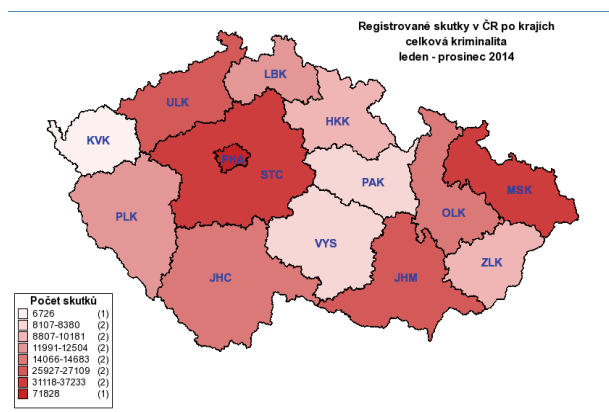 Registrované skutky v ČR po krajích
celková kriminalita
leden - prosinec 2014
LBK
ULK
HKK
KVK
PHA
STC
PAK
MSK
PLK
OLK
VYS
ZLK
JHC
JHM
Počet skutků
6726 (1)
8107-8380 (2)
8807-10181 (2)
11991-12504 (2)
14066-14683 (2)
25927-27109 (2)
31118-37233 (2)
71828 (1)